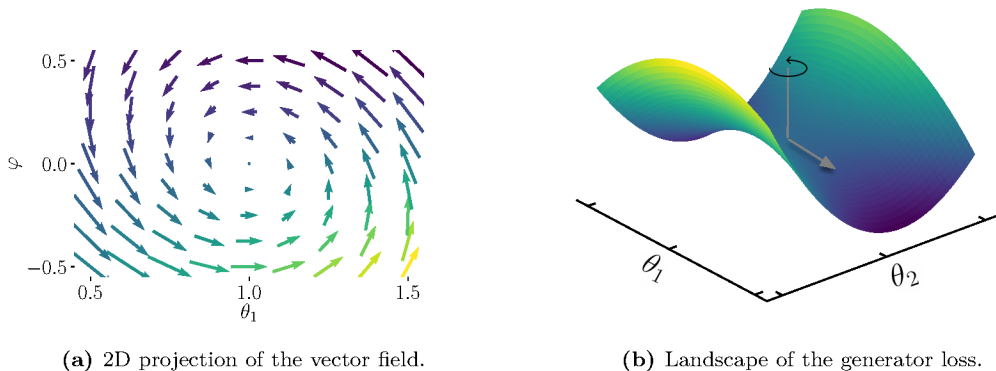 0.5
0.0
−0.5
φ
0.5
1.0
1.5
θ₁
θ₁
θ₂
(a) 2D projection of the vector field.
(b) Landscape of the generator loss.